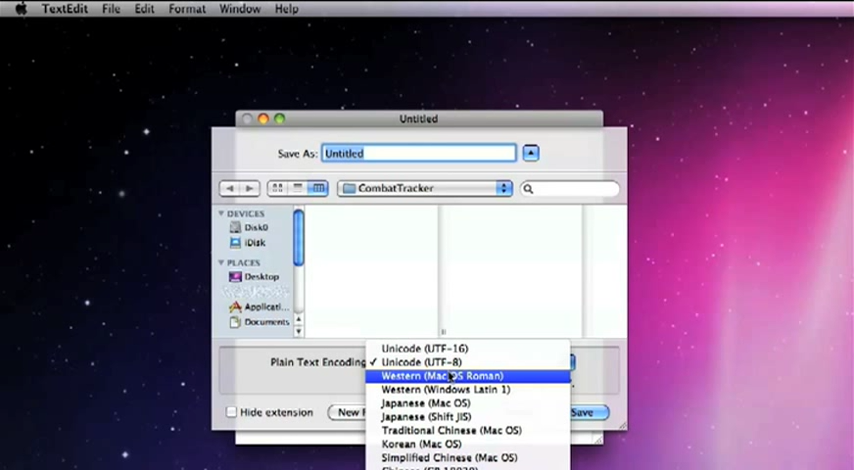 TextEdit File Edit Format Window Help
Untitled
Save As: Untitled
CombatTracker
DEVICES
Disk0
iDisk
PLACES
Desktop
Applicati...
Documents
Unicode (UTF-16)
Plain Text Encoding ✓ Unicode (UTF-8)
Western (Mac OS Roman)
Western (Windows Latin 1)
Japanese (Mac OS)
Hide extension New Japanese (Shift JIS) Save
Traditional Chinese (Mac OS)
Korean (Mac OS)
Simplified Chinese (Mac OS)